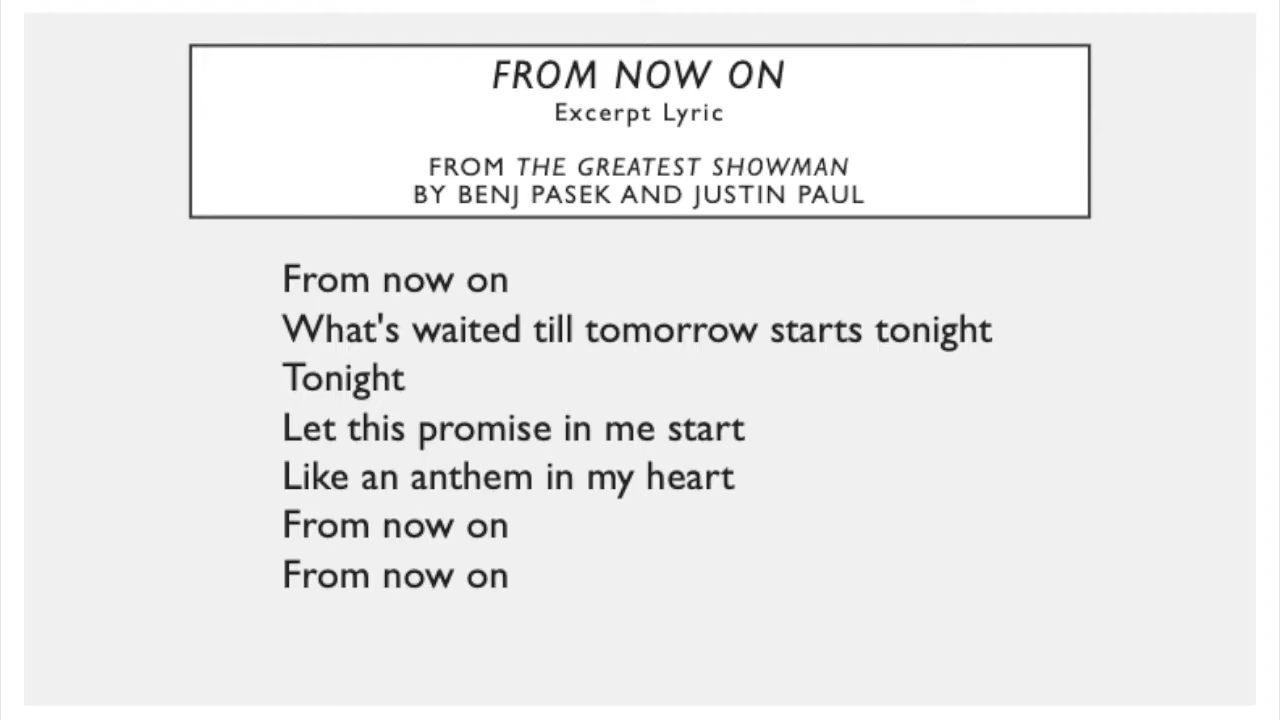 FROM NOW ON
Excerpt Lyric
FROM THE GREATEST SHOWMAN
BY BENJ PASEK AND JUSTIN PAUL
From now on
What's waited till tomorrow starts tonight
Tonight
Let this promise in me start
Like an anthem in my heart
From now on
From now on